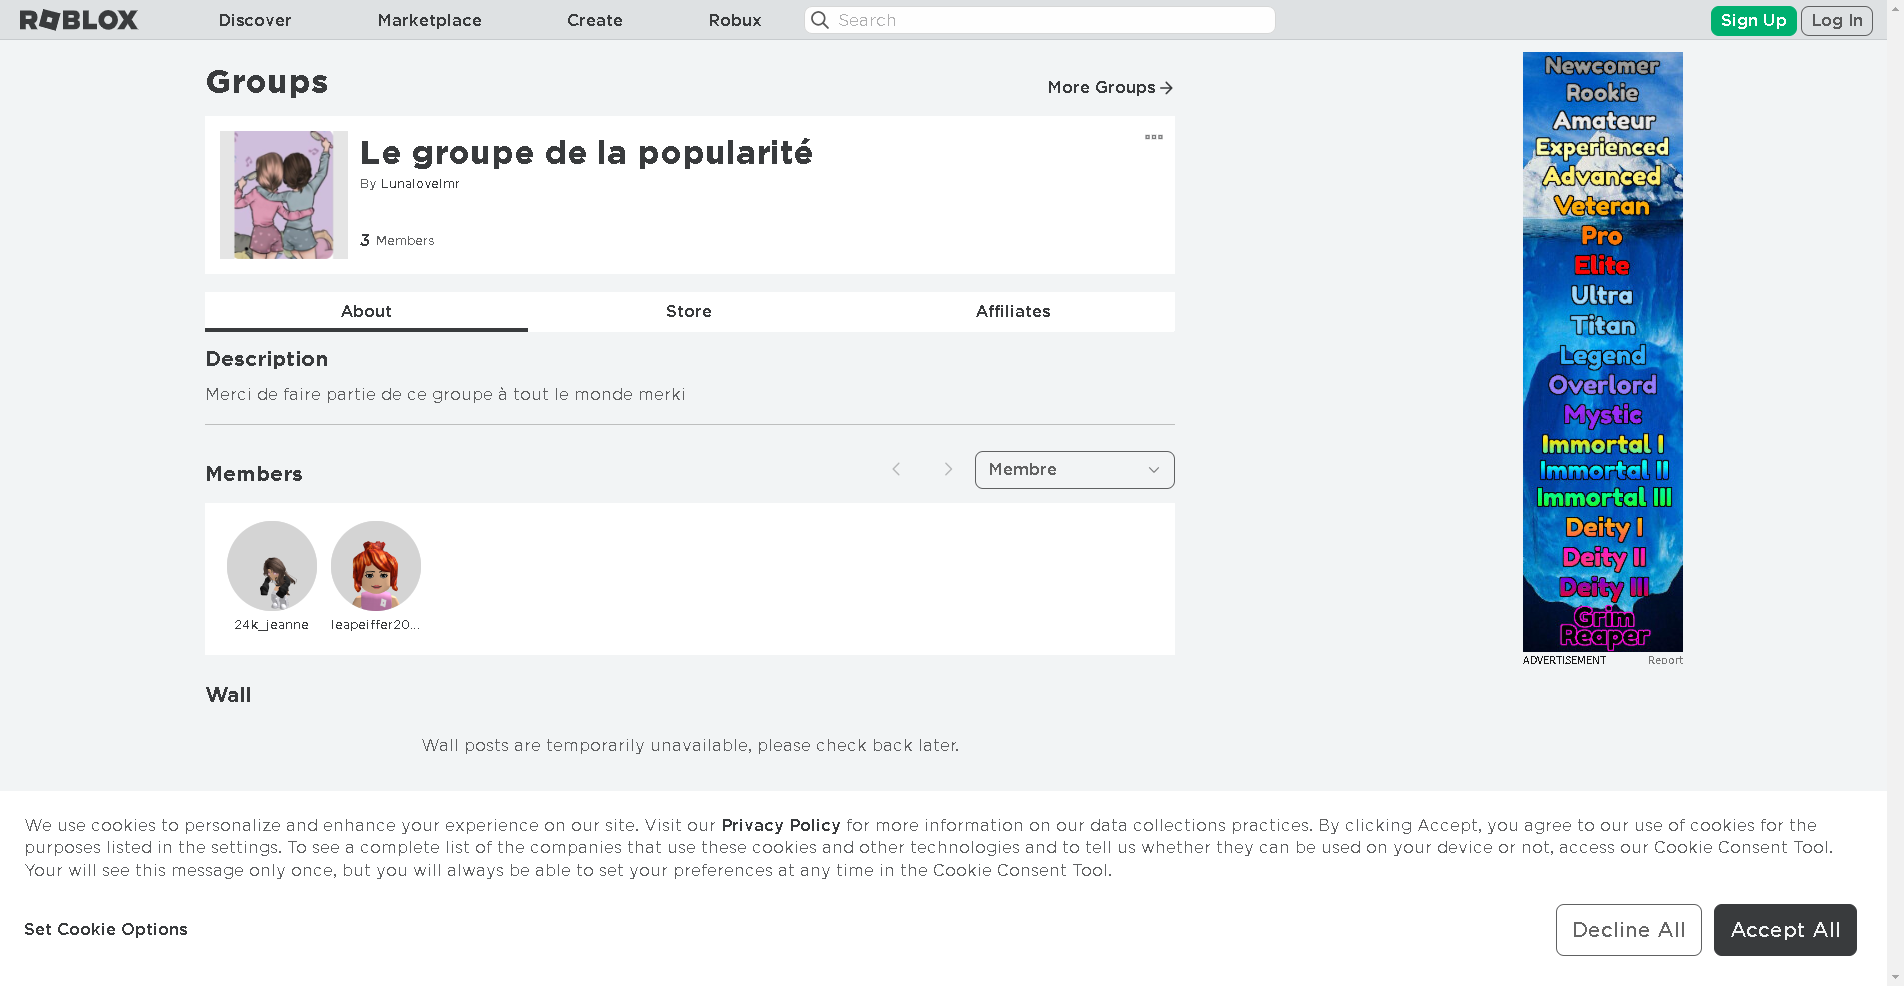 ROBLOX Discover Marketplace Create Robux Search Sign Up Log In
Groups
More Groups
Le groupe de la popularité
By Lunalovelmr
3 Members
About Store Affiliates
Description
Merci de faire partie de ce groupe à tout le monde merki
Members
Membre
24k_jeanne leapeiffer20...
Wall
Wall posts are temporarily unavailable, please check back later.
Newcomer
Rookie
Amateur
Experienced
Advanced
Veteran
Pro
Elite
Ultra
Titan
Legend
Overlord
Mystic
Immortal I
Immortal II
Immortal III
Deity I
Deity II
Deity III
Grim
Reaper
ADVERTISEMENT Report
We use cookies to personalize and enhance your experience on our site. Visit our Privacy Policy for more information on our data collections practices. By clicking Accept, you agree to our use of cookies for the
purposes listed in the settings. To see a complete list of the companies that use these cookies and other technologies and to tell us whether they can be used on your device or not, access our Cookie Consent Tool.
Your will see this message only once, but you will always be able to set your preferences at any time in the Cookie Consent Tool.
Set Cookie Options
Decline All Accept All